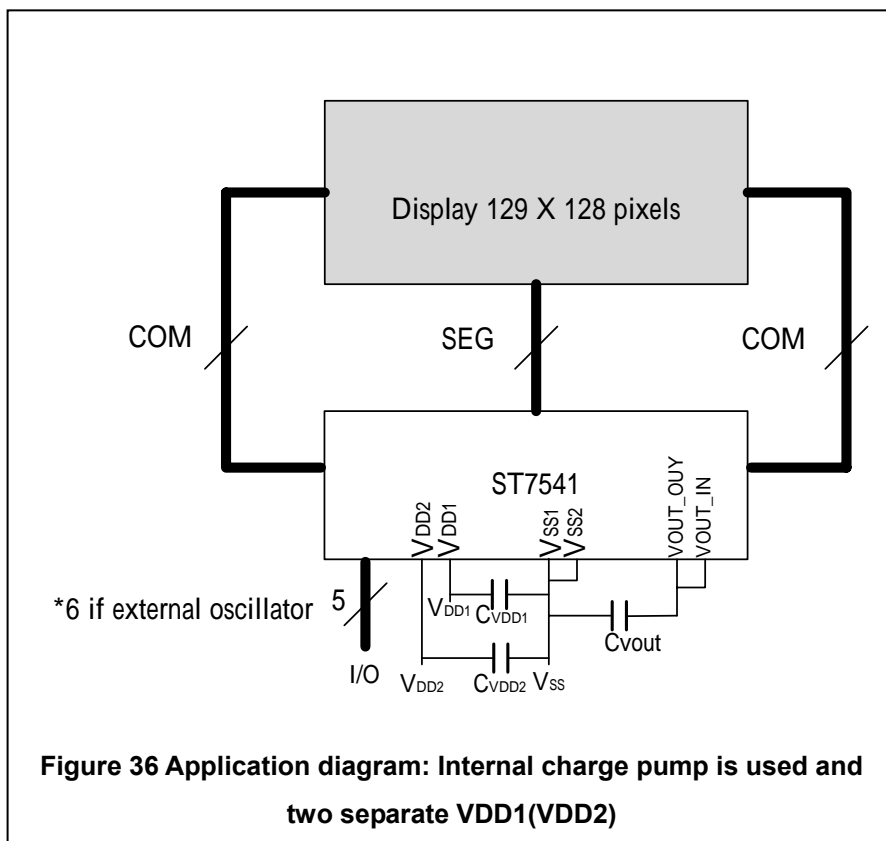 Display 129 X 128 pixels
COM
SEG
COM
ST7541
VDD2
VDD1
VSS1
VSS2
VOUT_OUY
VOUT_IN
*6 if external oscillator
5
I/O
VDD1
CVDD1
Cvout
VDD2
CVDD2
VSS
Figure 36 Application diagram: Internal charge pump is used and
two separate VDD1(VDD2)